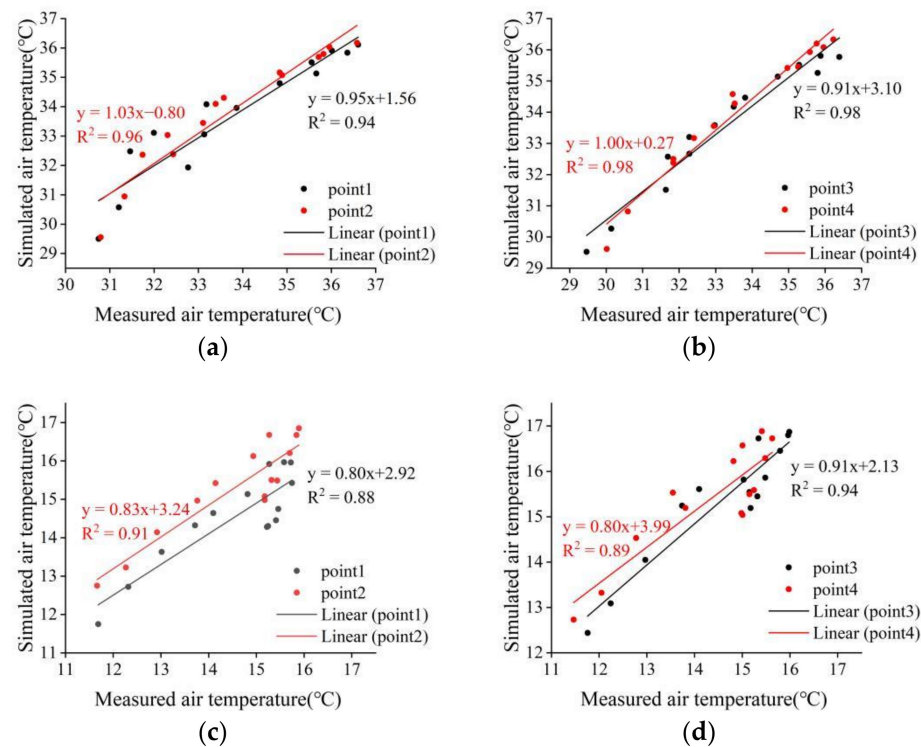 37
36
35
34
33
32
31
30
29
Simulated air temperature(℃)
y = 1.03x−0.80
R² = 0.96
y = 0.95x+1.56
R² = 0.94
point1
point2
Linear (point1)
Linear (point2)
30 31 32 33 34 35 36 37
Measured air temperature(℃)
(a)
37
36
35
34
33
32
31
30
29
Simulated air temperature(℃)
y = 1.00x+0.27
R² = 0.98
y = 0.91x+3.10
R² = 0.98
point3
point4
Linear (point3)
Linear (point4)
29 30 31 32 33 34 35 36 37
Measured air temperature(℃)
(b)
17
16
15
14
13
12
11
Simulated air temperature(℃)
y = 0.83x+3.24
R² = 0.91
y = 0.80x+2.92
R² = 0.88
point1
point2
Linear (point1)
Linear (point2)
11 12 13 14 15 16 17
Measured air temperature(℃)
(c)
17
16
15
14
13
12
Simulated air temperature(℃)
y = 0.80x+3.99
R² = 0.89
y = 0.91x+2.13
R² = 0.94
point3
point4
Linear (point3)
Linear (point4)
11 12 13 14 15 16 17
Measured air temperature(℃)
(d)